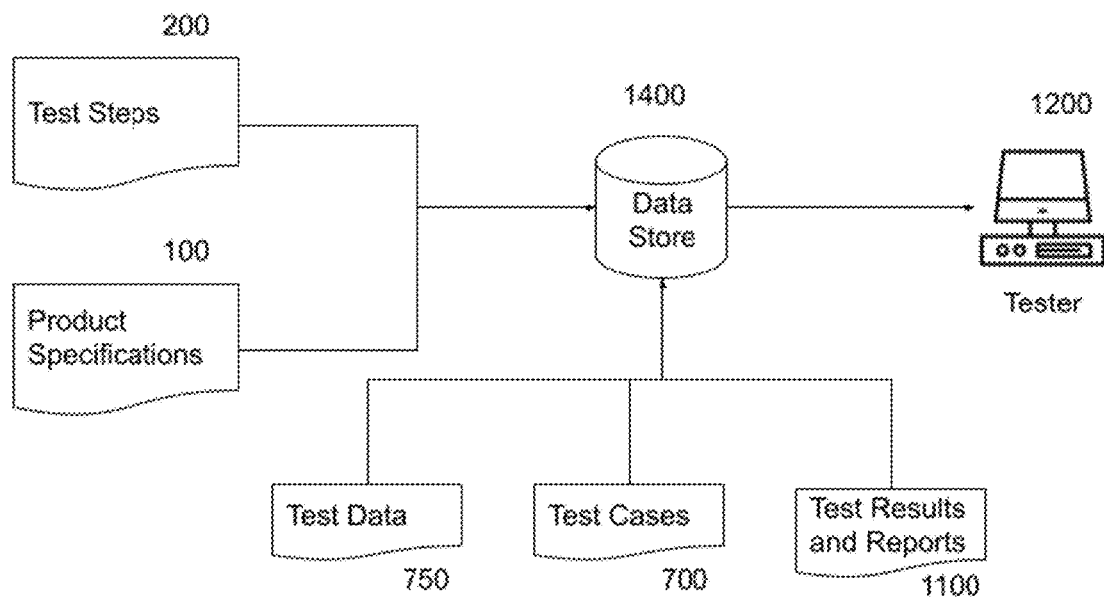 200
Test Steps
1400
Data
Store
1200
Tester
100
Product
Specifications
Test Data
750
Test Cases
700
Test Results
and Reports
1100